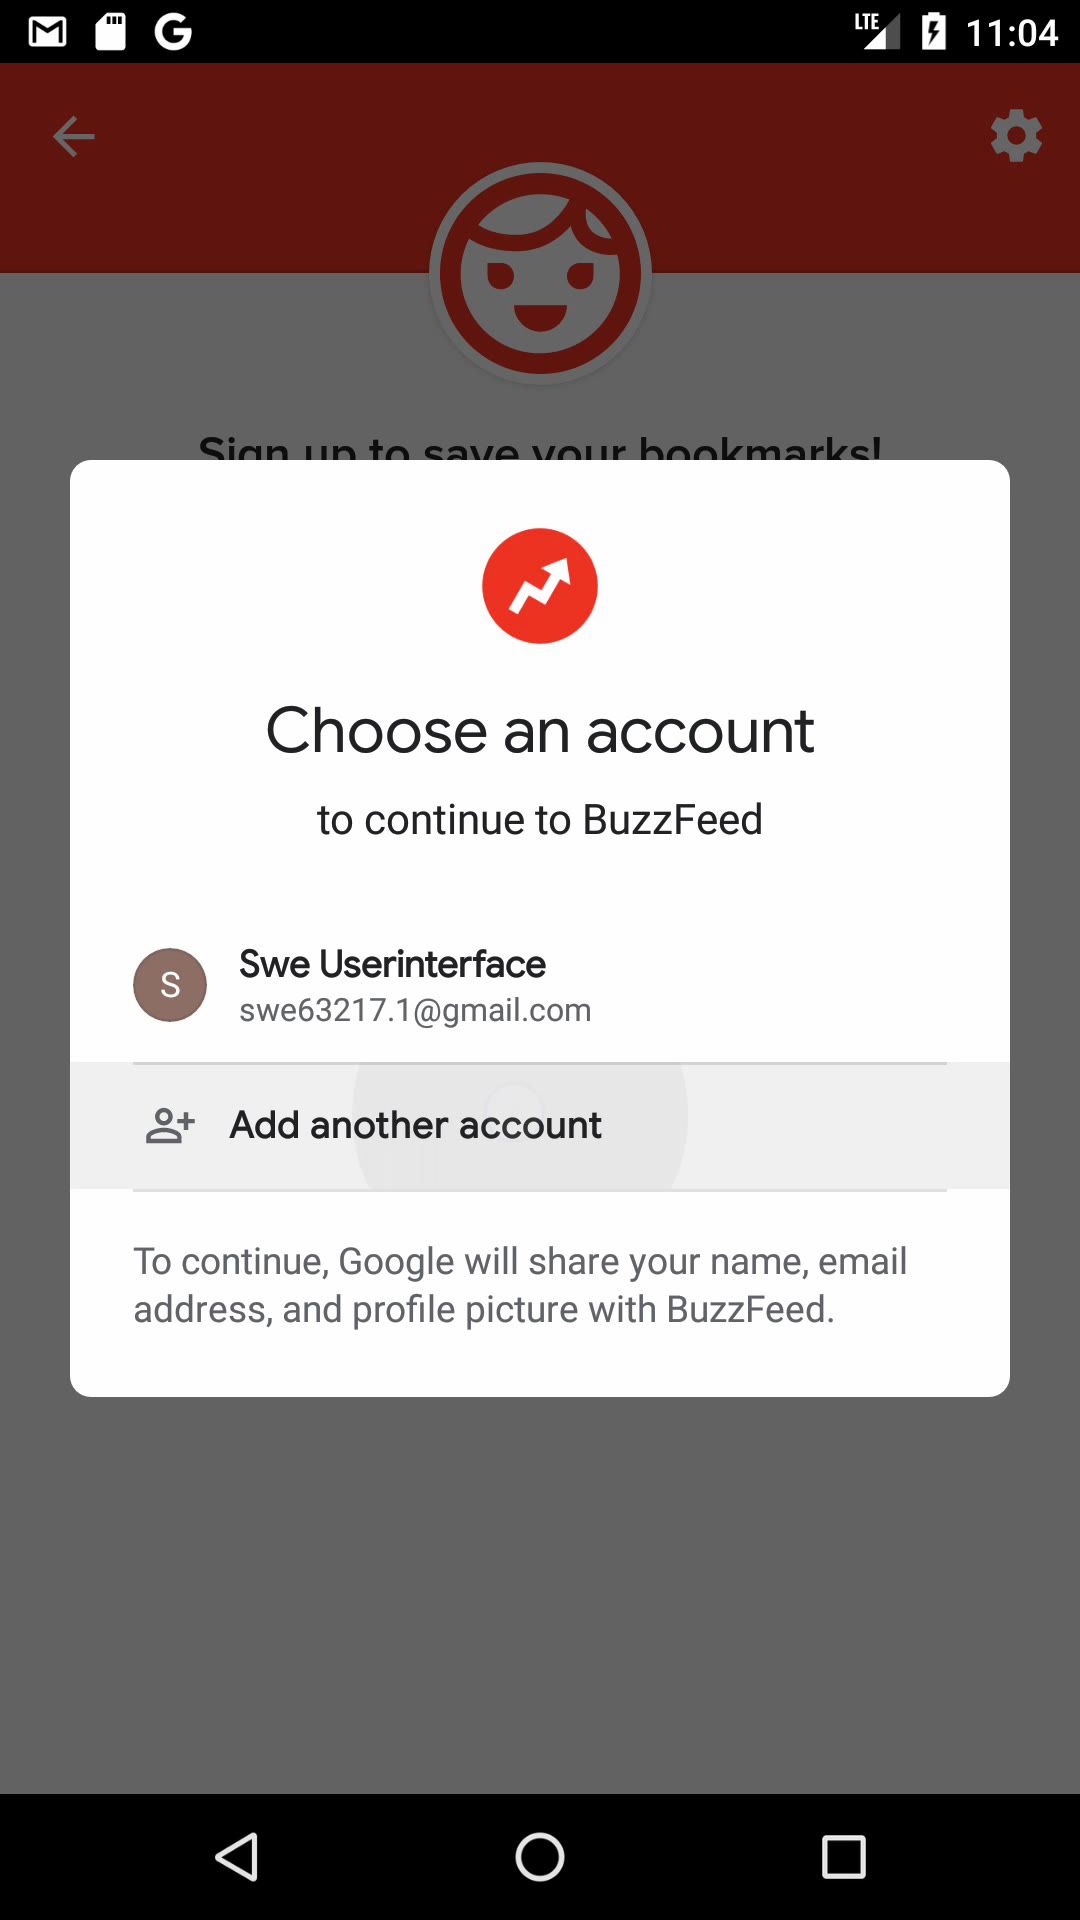 LTE 11:04
Sign up to save your bookmarks!
Choose an account
to continue to BuzzFeed
S
Swe Userinterface
swe63217.1@gmail.com
Add another account
To continue, Google will share your name, email
address, and profile picture with BuzzFeed.